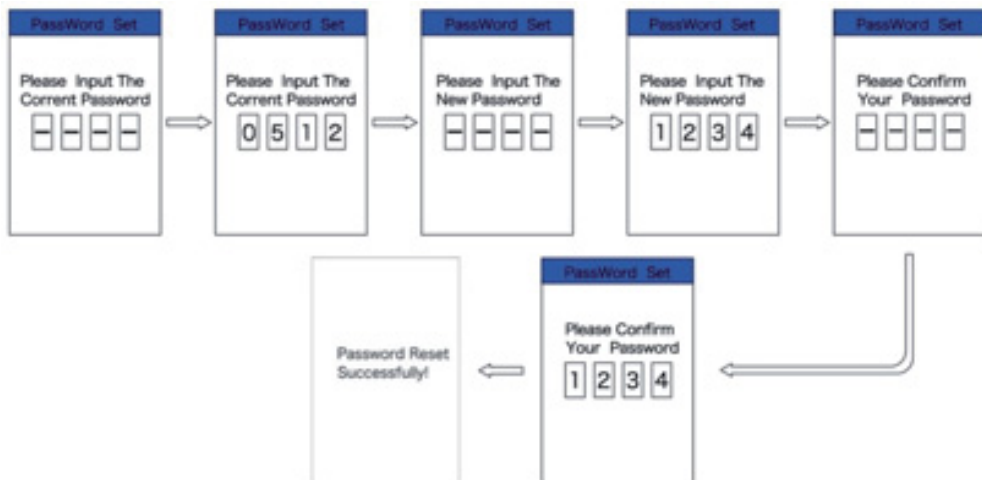 PassWord Set
Please Input The
Corrent Password
– – – –
PassWord Set
Please Input The
Corrent Password
0 5 1 2
PassWord Set
Please Input The
New Password
– – – –
PassWord Set
Please Input The
New Password
1 2 3 4
PassWord Set
Please Confirm
Your Password
– – – –
PassWord Set
Please Confirm
Your Password
1 2 3 4
Password Reset
Successfully!